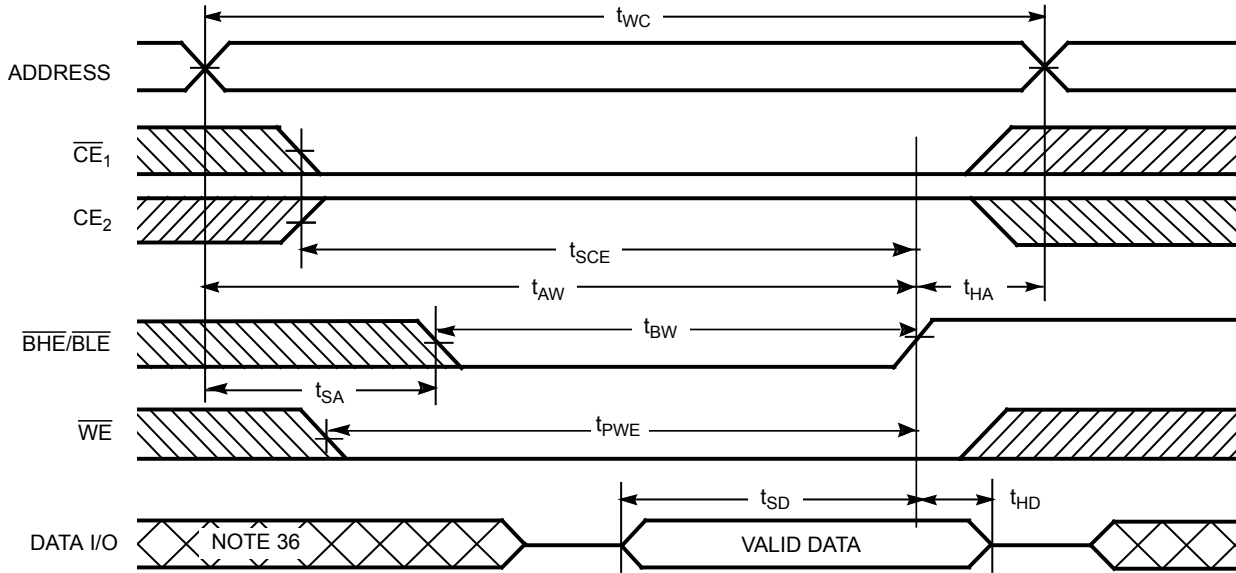 tWC
ADDRESS
CE1
CE2
tSCE
tAW
tHA
BHE/BLE
tBW
tSA
WE
tPWE
tSD
tHD
DATA I/O
NOTE 36
VALID DATA